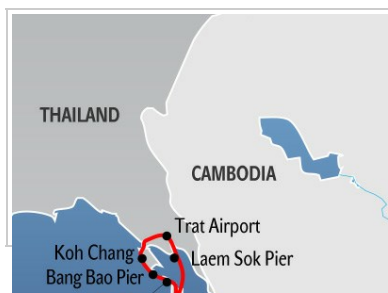 THAILAND
CAMBODIA
Trat Airport
Koh Chang
Laem Sok Pier
Bang Bao Pier